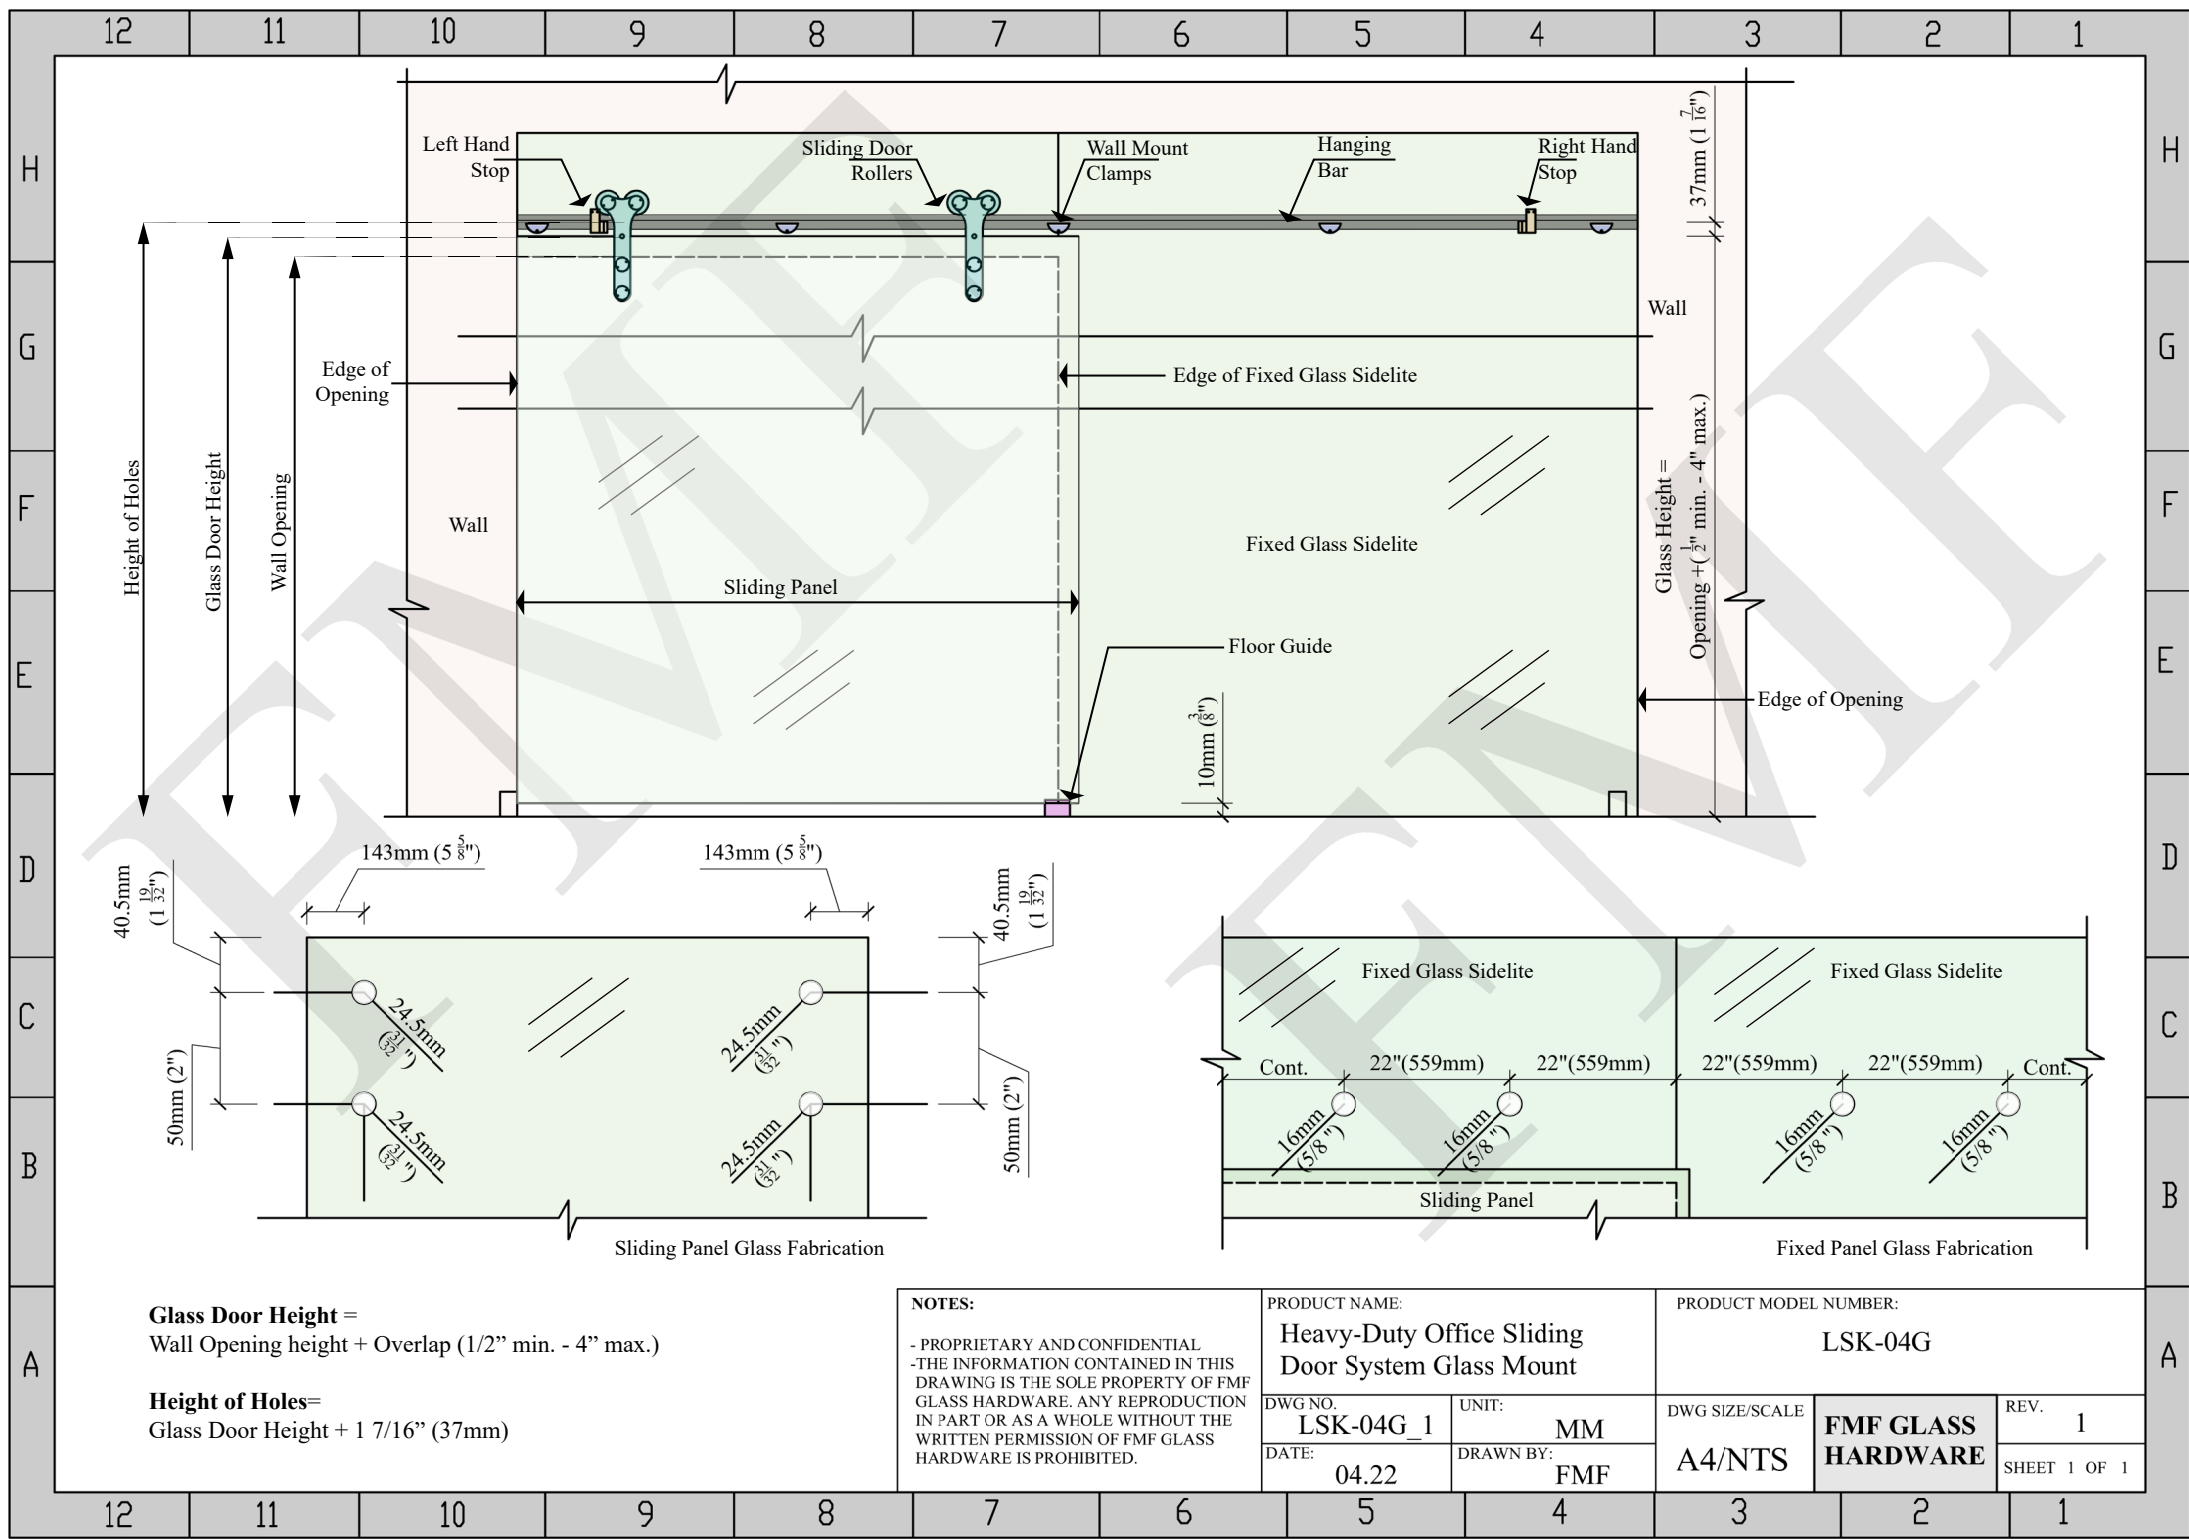 12 11 10 9 8 7 6 5 4 3 2 1
H
G
F
E
D
C
B
A
H
G
F
E
D
C
B
A
Left Hand
Stop
Sliding Door
Rollers
Wall Mount
Clamps
Hanging
Bar
Right Hand
Stop
37mm (1 7/16")
Wall
Edge of
Opening
Edge of Fixed Glass Sidelite
Height of Holes
Glass Door Height
Wall Opening
Wall
Fixed Glass Sidelite
Glass Height =
Opening +(1/2" min. - 4" max.)
Sliding Panel
Floor Guide
10mm (3/8")
Edge of Opening
143mm (5 5/8")
143mm (5 5/8")
40.5mm
(1 19/32")
40.5mm
(1 19/32")
24.5mm
(31/32")
24.5mm
(31/32")
50mm (2")
50mm (2")
24.5mm
(31/32")
24.5mm
(31/32")
Sliding Panel Glass Fabrication
Fixed Glass Sidelite
Fixed Glass Sidelite
Cont. 22"(559mm) 22"(559mm) 22"(559mm) 22"(559mm) Cont.
16mm
(5/8 ")
16mm
(5/8 ")
16mm
(5/8 ")
16mm
(5/8 ")
Sliding Panel
Fixed Panel Glass Fabrication
FMF
FMF
Glass Door Height =
Wall Opening height + Overlap (1/2” min. - 4” max.)
Height of Holes=
Glass Door Height + 1 7/16” (37mm)
NOTES:
- PROPRIETARY AND CONFIDENTIAL
-THE INFORMATION CONTAINED IN THIS
DRAWING IS THE SOLE PROPERTY OF FMF
GLASS HARDWARE. ANY REPRODUCTION
IN PART OR AS A WHOLE WITHOUT THE
WRITTEN PERMISSION OF FMF GLASS
HARDWARE IS PROHIBITED.
PRODUCT NAME:
Heavy-Duty Office Sliding
Door System Glass Mount
PRODUCT MODEL NUMBER:
LSK-04G
DWG NO.
LSK-04G_1
UNIT:
MM
DATE:
04.22
DRAWN BY:
FMF
DWG SIZE/SCALE
A4/NTS
FMF GLASS
HARDWARE
REV.
1
SHEET 1 OF 1
12 11 10 9 8 7 6 5 4 3 2 1